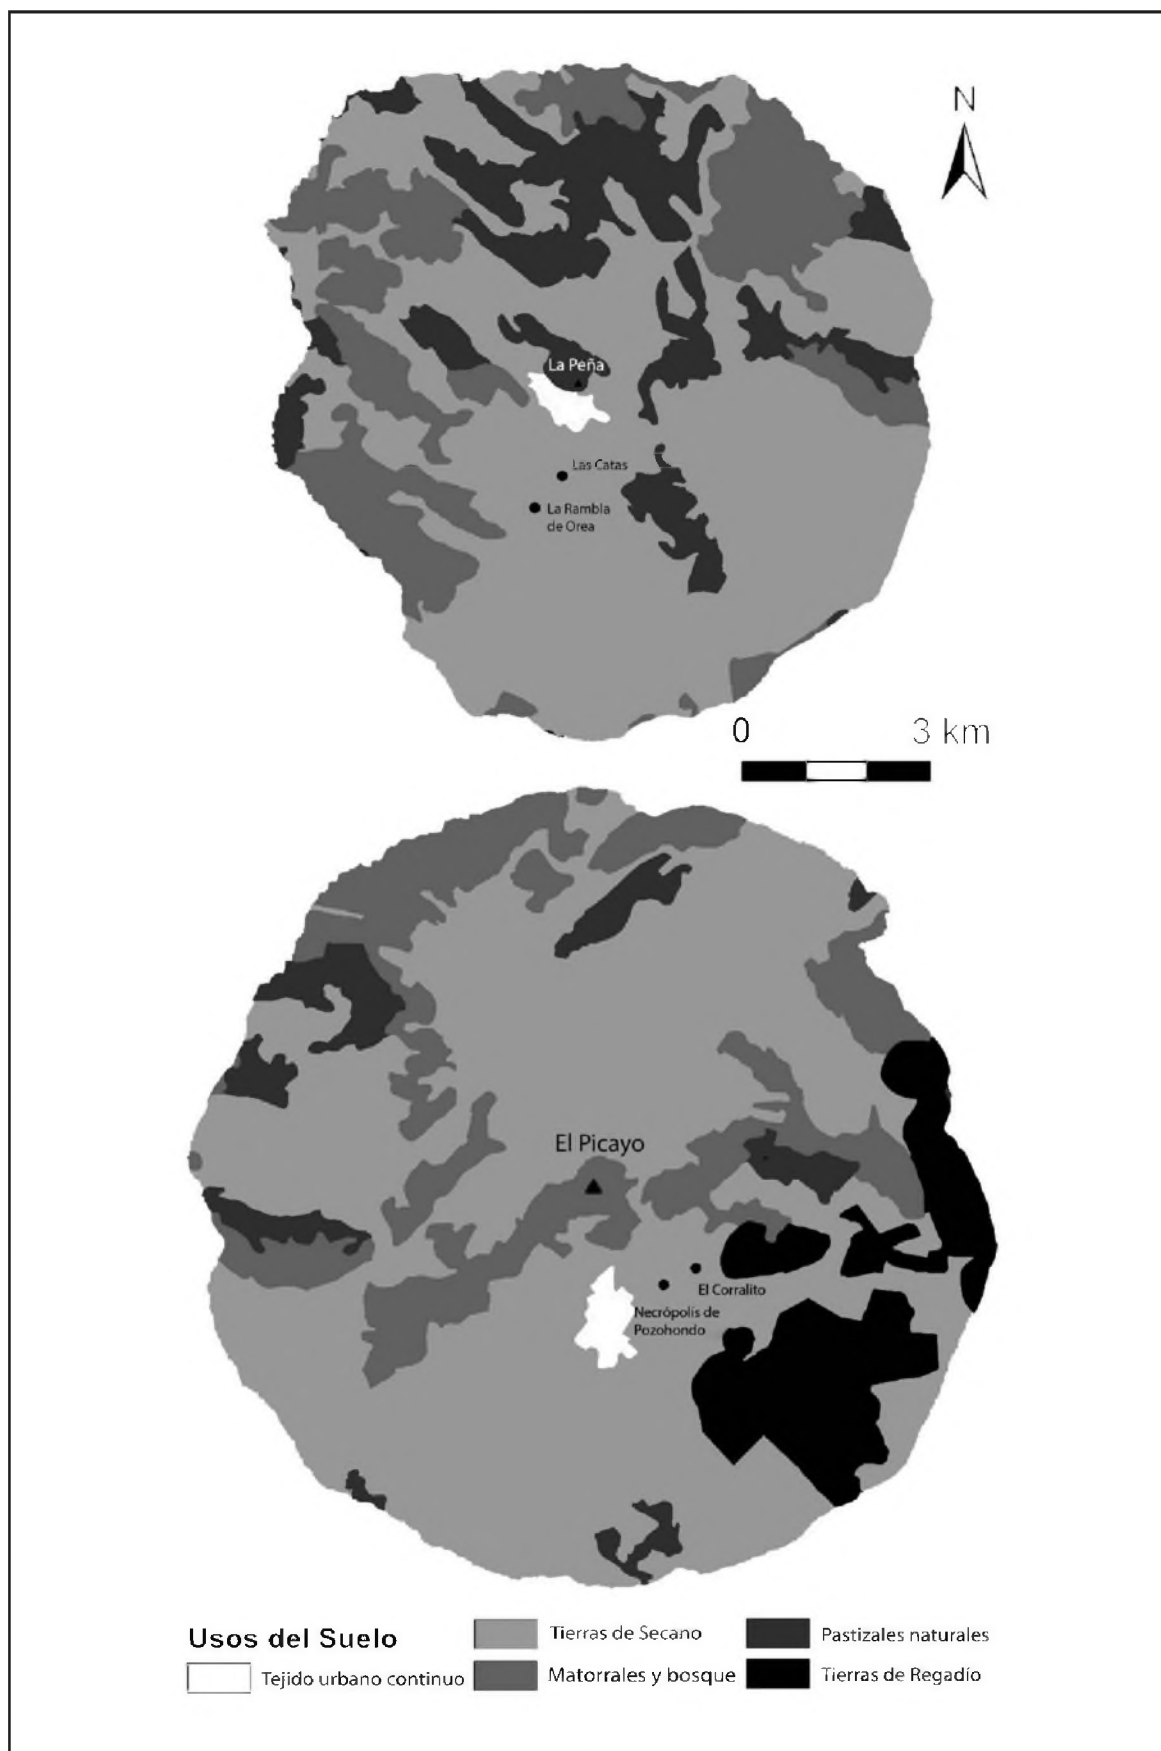 N
La Peña
Las Catas
La Rambla
de Orea
0 3 km
El Picayo
El Corralito
Necrópolis de
Pozohondo
Usos del Suelo
Tierras de Secano
Pastizales naturales
Tejido urbano continuo
Matorrales y bosque
Tierras de Regadío